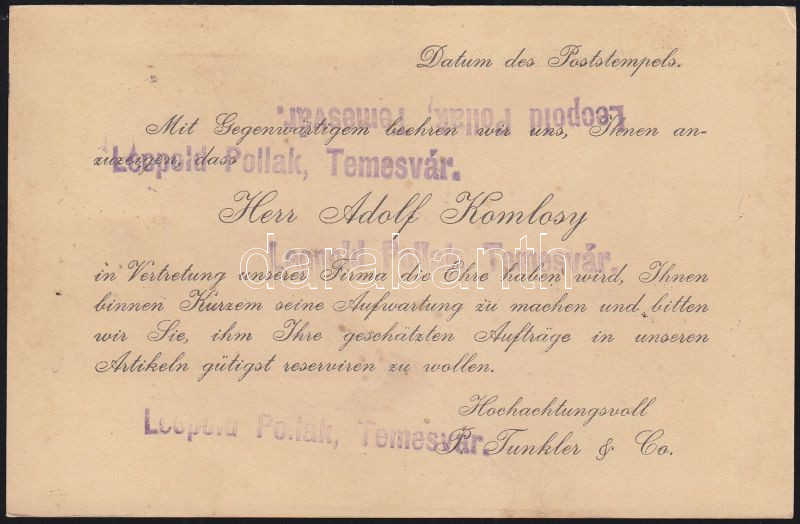 Datum des Poststempels.
Leopold Pollak, Temesvár.
Mit Gegenwärtigem beehren wir uns, Ihnen an-
zuzeigen, dass
Leopold Pollak, Temesvár.
Herr Adolf Komlosy
Leopold Pollak, Temesvár.
darabanth
in Vertretung unserer Firma die Ehre haben wird, Ihnen
binnen Kürzem seine Aufwartung zu machen und bitten
wir Sie, ihm Ihre geschätzten Aufträge in unseren
Artikeln gütigst reserviren zu wollen.
Hochachtungsvoll
Leopold Pollak, Temesvár.
P. Tunkler & Co.